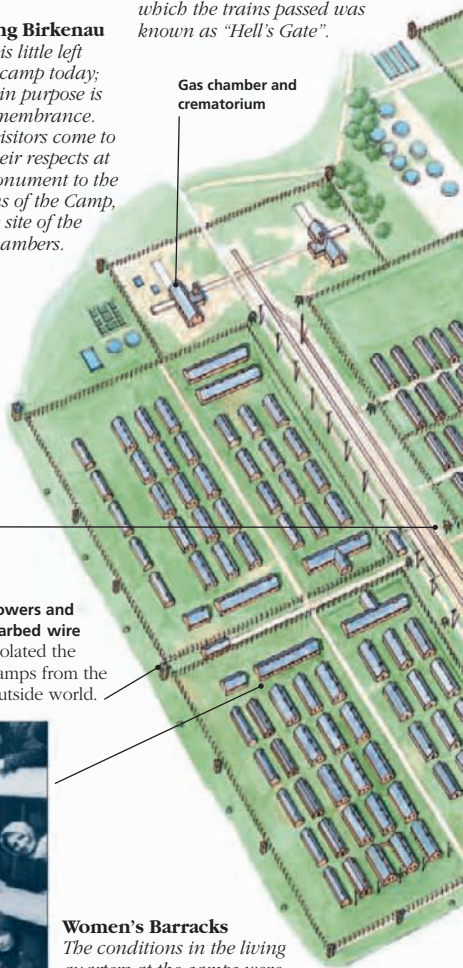 which the trains passed was
known as “Hell’s Gate”.
ng Birkenau
is little left
camp today;
in purpose is
membrance.
isitors come to
eir respects at
onument to the
s of the Camp,
site of the
ambers.
Gas chamber and
crematorium
owers and
arbed wire
olated the
amps from the
utside world.
Women’s Barracks
The conditions in the living
quarters at the camps were